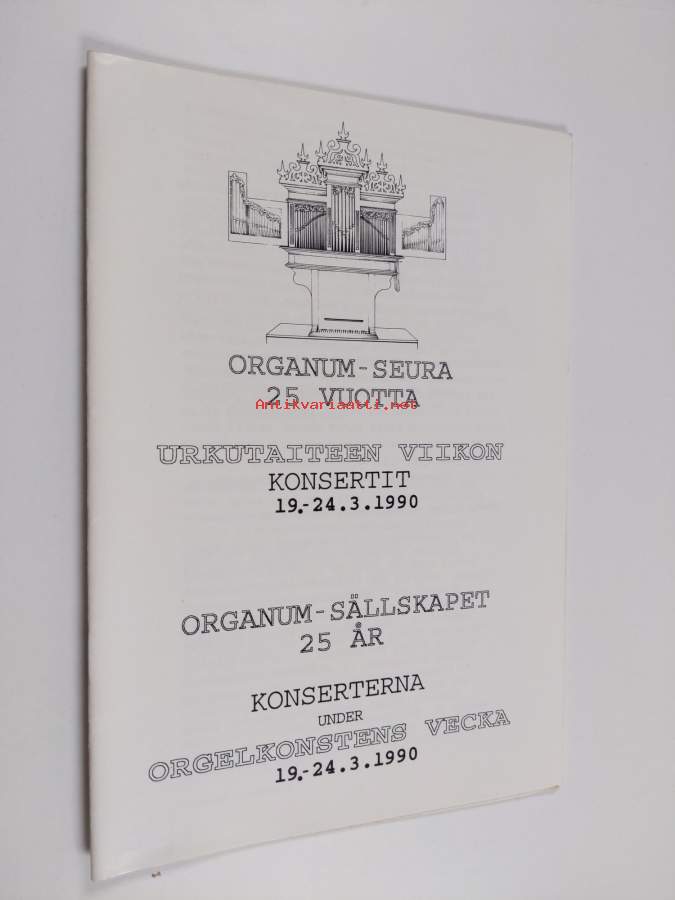 ORGANUM-SEURA
25 VUOTTA
Antikvariaatti.net
URKUTAITEEN VIIKON
KONSERTIT
19.-24.3.1990
ORGANUM-SÄLLSKAPET
25 ÅR
KONSERTERNA
UNDER
ORGELKONSTENS VECKA
19.-24.3.1990